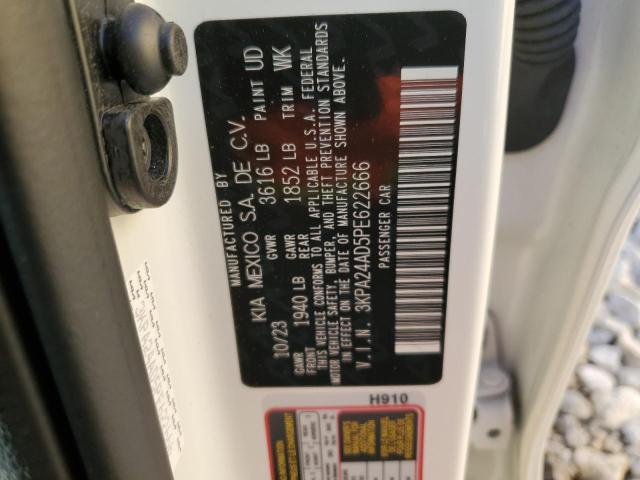 MANUFACTURED BY
KIA MEXICO S.A. DE C.V.
GVWR 3616 LB PAINT UD
10/23
GAWR FRONT 1940 LB GAWR REAR 1852 LB TRIM WK
THIS VEHICLE CONFORMS TO ALL APPLICABLE U.S.A. FEDERAL
MOTOR VEHICLE SAFETY, BUMPER, AND THEFT PREVENTION STANDARDS
IN EFFECT ON THE DATE OF MANUFACTURE SHOWN ABOVE.
V.I.N. 3KPA24AD5PE622666
PASSENGER CAR
H910